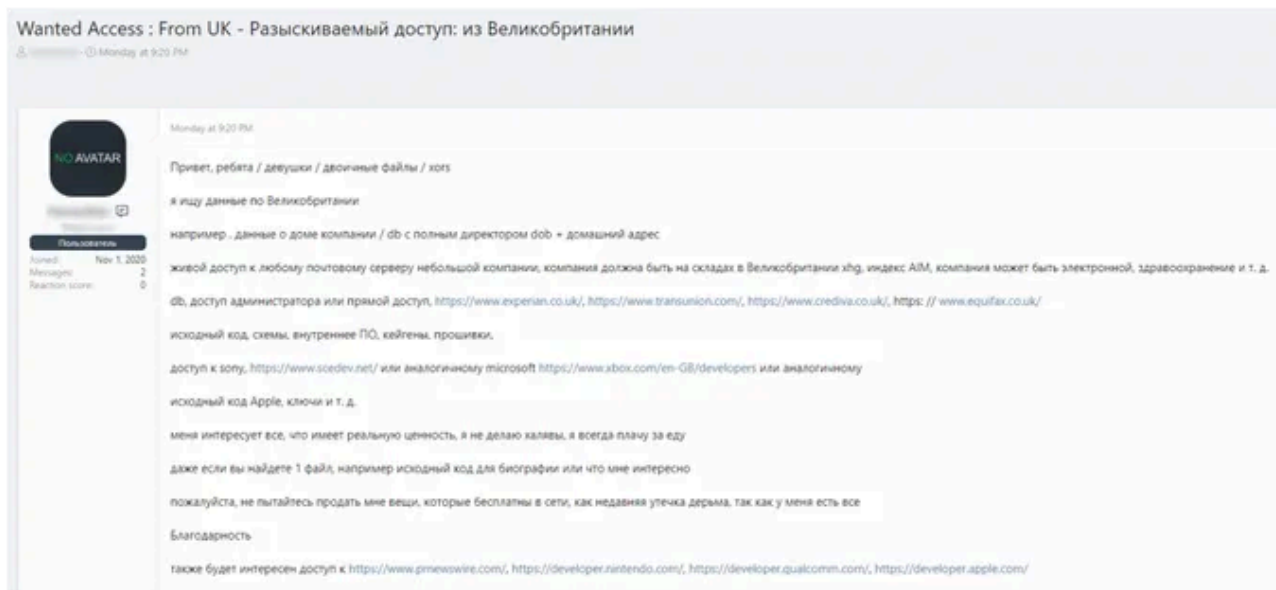 Wanted Access : From UK - Разыскиваемый доступ: из Великобритании
Monday at 9:20 PM
Monday at 9:20 PM
NO AVATAR
Пользователь
Joined: Nov 1, 2020
Messages: 2
Reaction score: 0
Привет, ребята / девушки / двоичные файлы / xors
я ищу данные по Великобритании
например . данные о доме компании / db с полным директором dob + домашний адрес
живой доступ к любому почтовому серверу небольшой компании, компания должна быть на складах в Великобритании xhg, индекс AIM, компания может быть электронной, здравоохранение и т. д.
db, доступ администратора или прямой доступ, https://www.experian.co.uk/, https://www.transunion.com/, https://www.crediva.co.uk/, https: // www.equifax.co.uk/
исходный код, схемы, внутреннее ПО, кейгены, прошивки,
доступ к sony, https://www.scedev.net/ или аналогичному microsoft https://www.xbox.com/en-GB/developers или аналогичному
исходный код Apple, ключи и т. д.
меня интересует все, что имеет реальную ценность, я не делаю халявы, я всегда плачу за еду
даже если вы найдете 1 файл, например исходный код для биографии или что мне интересно
пожалуйста, не пытайтесь продать мне вещи, которые бесплатны в сети, как недавняя утечка дерьма, так как у меня есть все
Благодарность
также будет интересен доступ к https://www.prnewswire.com/, https://developer.nintendo.com/, https://developer.qualcomm.com/, https://developer.apple.com/